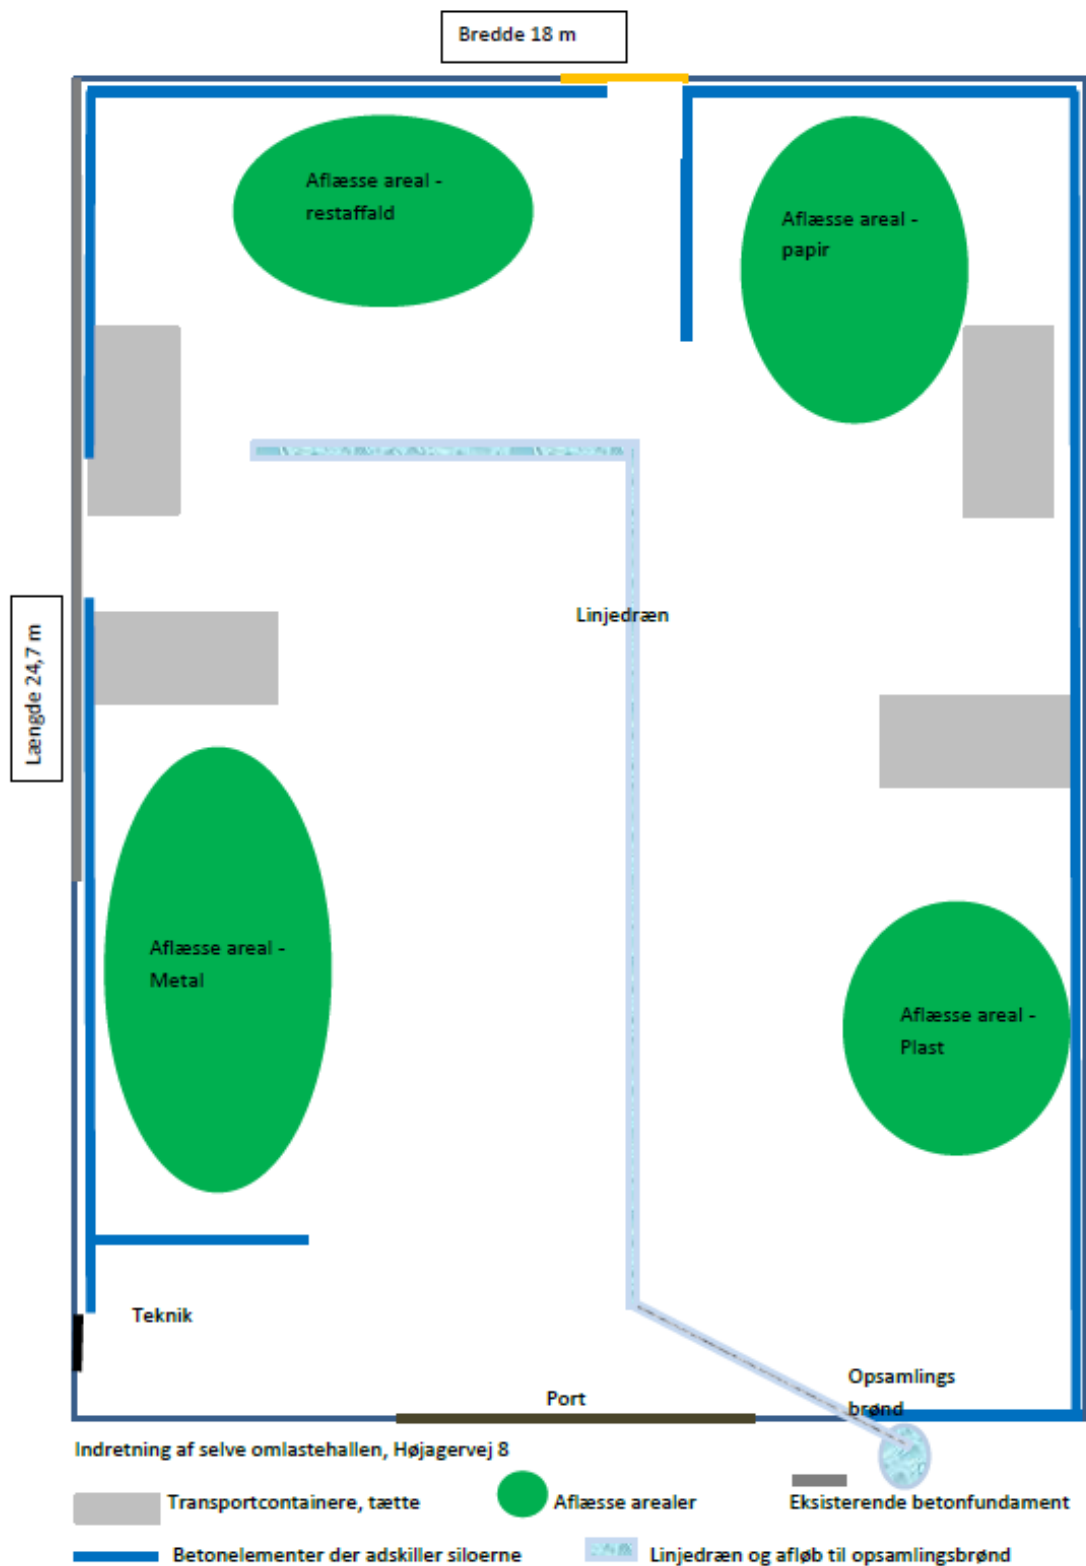 Bredde 18 m
Aflæsse areal -
restaffald
Aflæsse areal -
papir
Linjedræn
Længde 24,7 m
Aflæsse areal -
Metal
Aflæsse areal -
Plast
Teknik
Opsamlings
brønd
Port
Indretning af selve omlastehallen, Højagervej 8
Transportcontainere, tætte
Aflæsse arealer
Eksisterende betonfundament
Betonelementer der adskiller siloerne
Linjedræn og afløb til opsamlingsbrønd